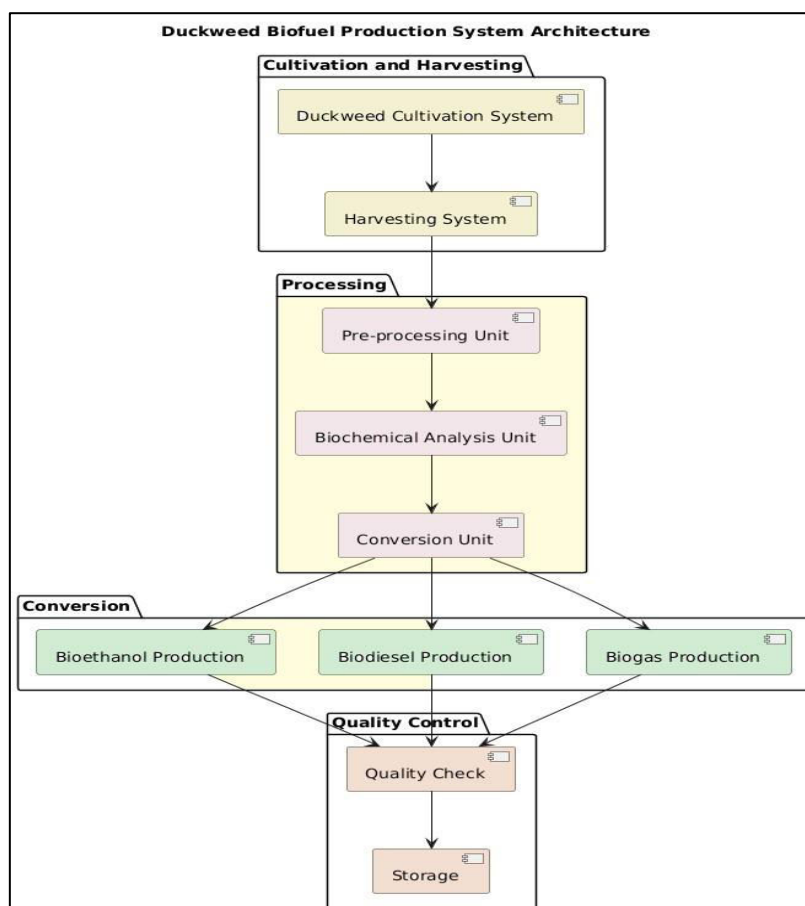 Duckweed Biofuel Production System Architecture
Cultivation and Harvesting
Duckweed Cultivation System
Harvesting System
Processing
Pre-processing Unit
Biochemical Analysis Unit
Conversion Unit
Conversion
Bioethanol Production
Biodiesel Production
Biogas Production
Quality Control
Quality Check
Storage